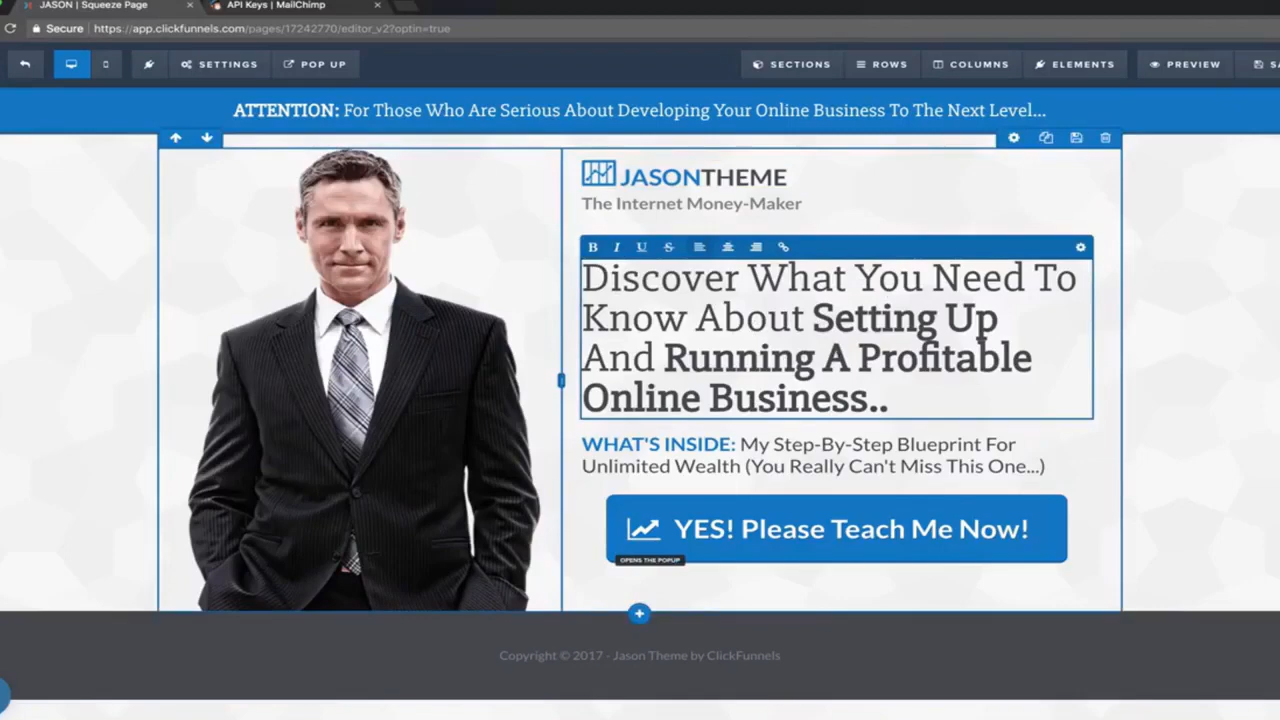 JASON | Squeeze Page
API Keys | MailChimp
Secure
https://app.clickfunnels.com/pages/17242770/editor_v2?optin=true
SETTINGS
POP UP
SECTIONS
ROWS
COLUMNS
ELEMENTS
PREVIEW
ATTENTION: For Those Who Are Serious About Developing Your Online Business To The Next Level...
JASONTHEME
The Internet Money-Maker
B I U S
Discover What You Need To
Know About Setting Up
And Running A Profitable
Online Business..
WHAT'S INSIDE: My Step-By-Step Blueprint For
Unlimited Wealth (You Really Can't Miss This One...)
YES! Please Teach Me Now!
OPENS THE POPUP
Copyright © 2017 - Jason Theme by ClickFunnels